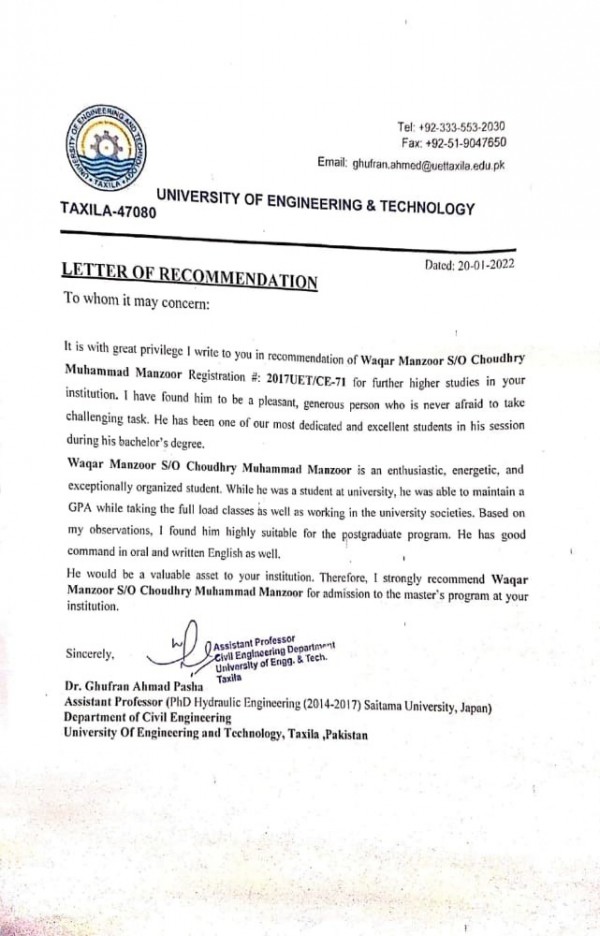 UNIVERSITY OF ENGINEERING AND TECHNOLOGY
TAXILA
Tel: +92-333-553-2030
Fax: +92-51-9047650
Email: ghufran.ahmed@uettaxila.edu.pk
UNIVERSITY OF ENGINEERING & TECHNOLOGY
TAXILA-47080
Dated: 20-01-2022
LETTER OF RECOMMENDATION
To whom it may concern:
It is with great privilege I write to you in recommendation of Waqar Manzoor S/O Choudhry
Muhammad Manzoor Registration #: 2017UET/CE-71 for further higher studies in your
institution. I have found him to be a pleasant, generous person who is never afraid to take
challenging task. He has been one of our most dedicated and excellent students in his session
during his bachelor's degree.
Waqar Manzoor S/O Choudhry Muhammad Manzoor is an enthusiastic, energetic, and
exceptionally organized student. While he was a student at university, he was able to maintain a
GPA while taking the full load classes as well as working in the university societies. Based on
my observations, I found him highly suitable for the postgraduate program. He has good
command in oral and written English as well.
He would be a valuable asset to your institution. Therefore, I strongly recommend Waqar
Manzoor S/O Choudhry Muhammad Manzoor for admission to the master's program at your
institution.
Sincerely,
Assistant Professor
Civil Engineering Department
University of Engg. & Tech.
Taxila
Dr. Ghufran Ahmad Pasha
Assistant Professor (PhD Hydraulic Engineering (2014-2017) Saitama University, Japan)
Department of Civil Engineering
University Of Engineering and Technology, Taxila ,Pakistan